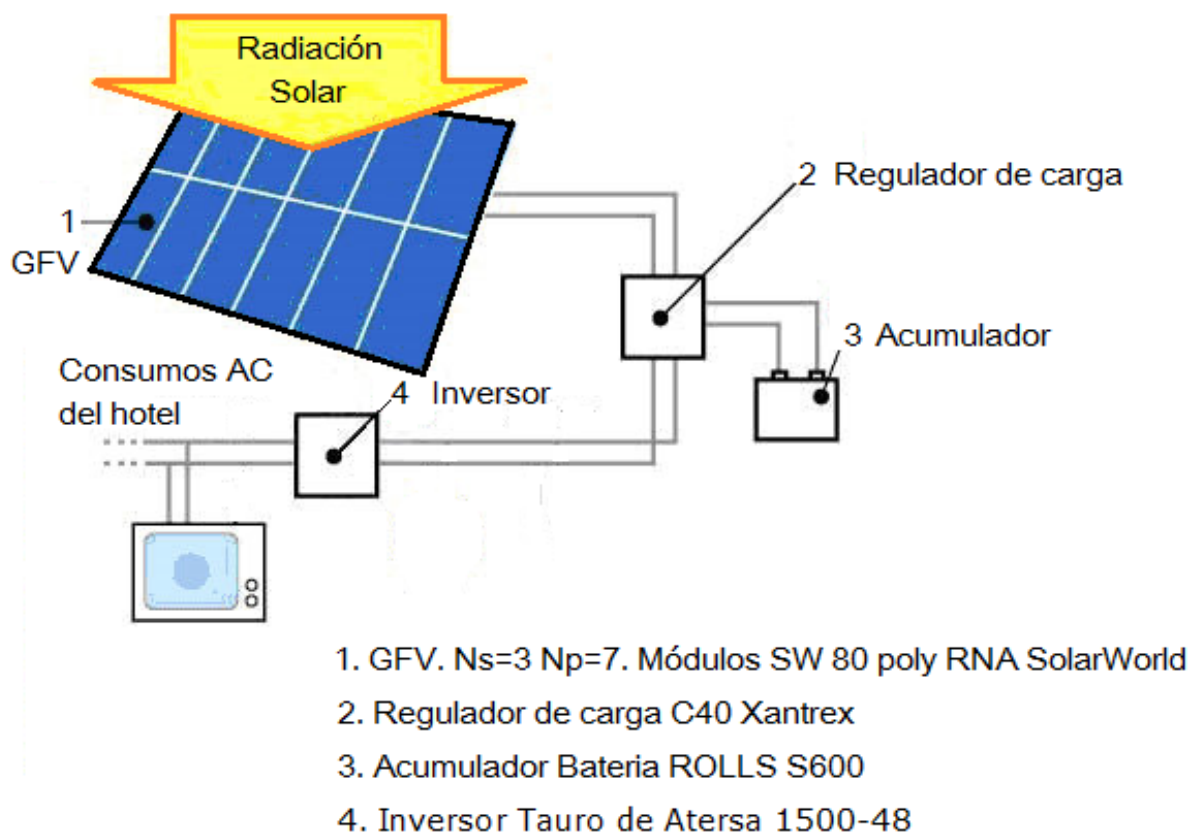 Radiación
Solar
2 Regulador de carga
1
GFV
3 Acumulador
Consumos AC
del hotel
4 Inversor
1. GFV. Ns=3 Np=7. Módulos SW 80 poly RNA SolarWorld
2. Regulador de carga C40 Xantrex
3. Acumulador Bateria ROLLS S600
4. Inversor Tauro de Atersa 1500-48